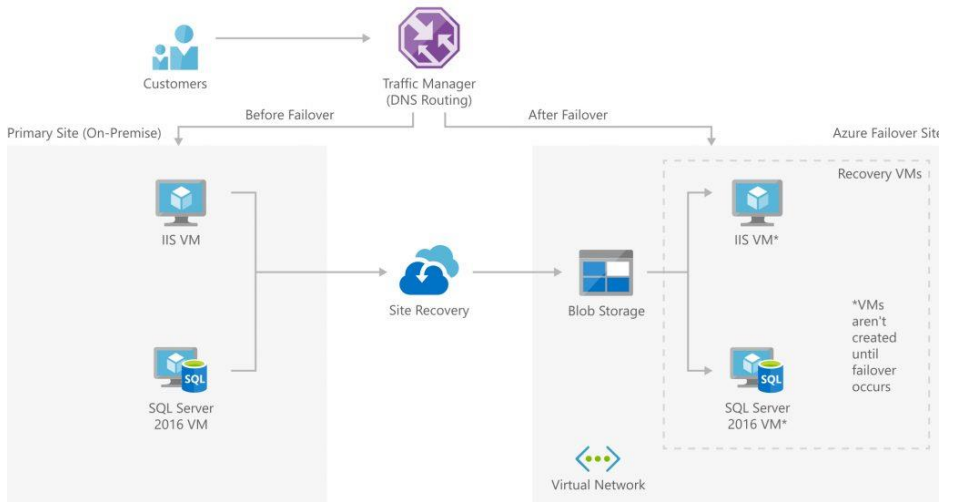 Customers
Traffic Manager
(DNS Routing)
Before Failover
After Failover
Primary Site (On-Premise)
Azure Failover Site
Recovery VMs
IIS VM
IIS VM*
Site Recovery
Blob Storage
*VMs
aren't
created
until
failover
occurs
SQL
SQL Server
2016 VM
SQL
SQL Server
2016 VM*
Virtual Network